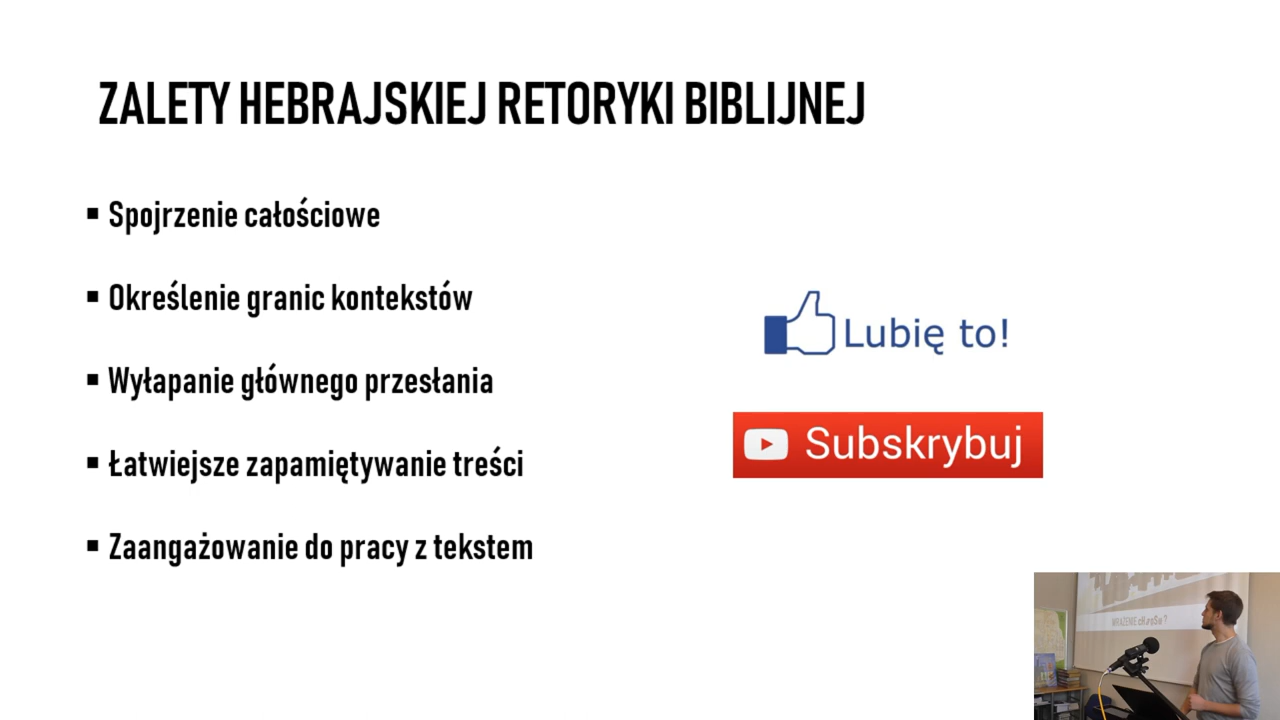 ZALETY HEBRAJSKIEJ RETORYKI BIBLIJNEJ
▪ Spojrzenie całościowe
▪ Określenie granic kontekstów
▪ Wyłapanie głównego przesłania
▪ Łatwiejsze zapamiętywanie treści
▪ Zaangażowanie do pracy z tekstem
Lubię to!
Subskrybuj